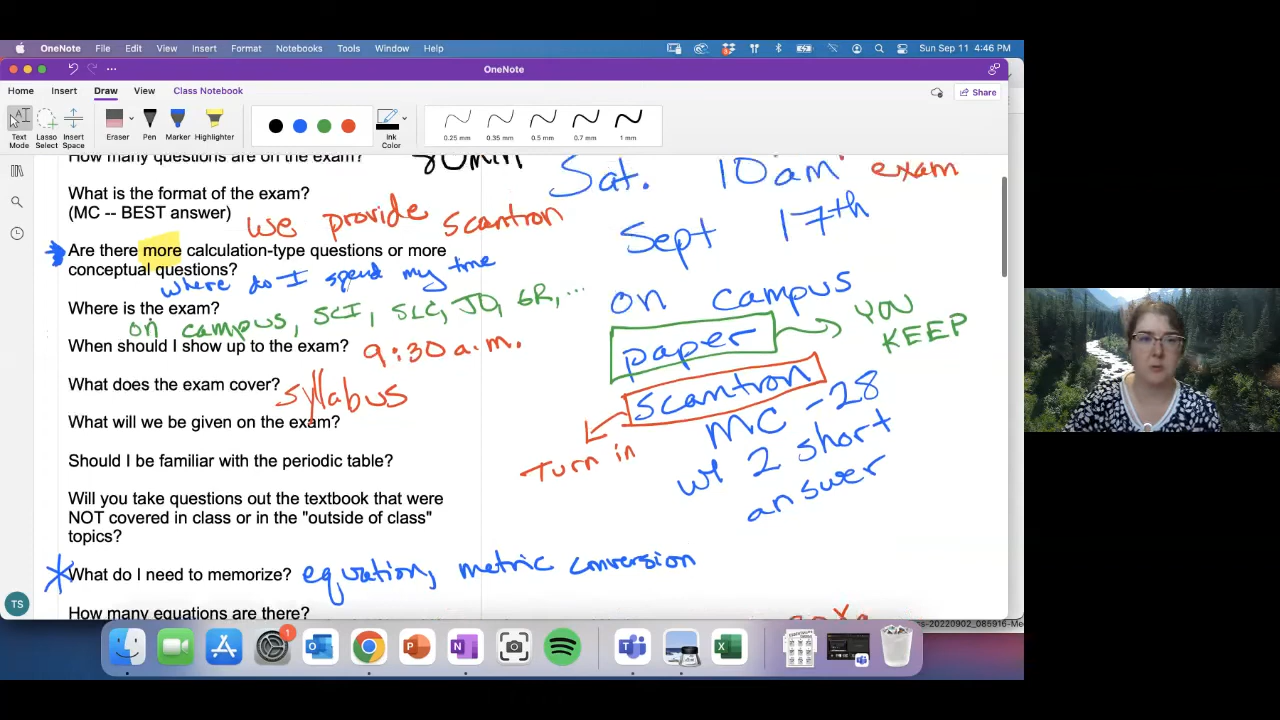 OneNote File Edit View Insert Format Notebooks Tools Window Help Sun Sep 11 4:46 PM
OneNote
Home Insert Draw View Class Notebook Share
Text Mode Lasso Select Insert Space Eraser Pen Marker Highlighter Ink Color 0.25 mm 0.35 mm 0.5 mm 0.7 mm 1 mm
How many questions are on the exam?
80min
Sat. 10am exam
What is the format of the exam?
(MC -- BEST answer)
we provide scantron
Sept 17th
Are there more calculation-type questions or more
conceptual questions?
where do I spend my time
on campus
Where is the exam?
on campus, SCI, SLC, JO, GR, ...
paper
YOU
KEEP
When should I show up to the exam? 9:30a.m.
What does the exam cover? syllabus
scantron
Turn in
MC - 28
w/ 2 short
answer
What will we be given on the exam?
Should I be familiar with the periodic table?
Will you take questions out the textbook that were
NOT covered in class or in the "outside of class"
topics?
What do I need to memorize? equation, metric conversion
How many equations are there?
TS
1